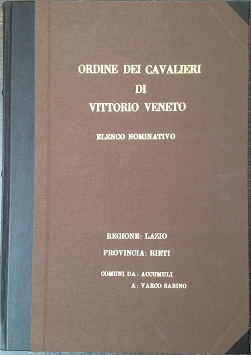 ORDINE DEI CAVALIERI
DI
VITTORIO VENETO
ELENCO NOMINATIVO
REGIONE: LAZIO
PROVINCIA: RIETI
COMUNI DA: ACCUMULI
A: VARCO SABINO